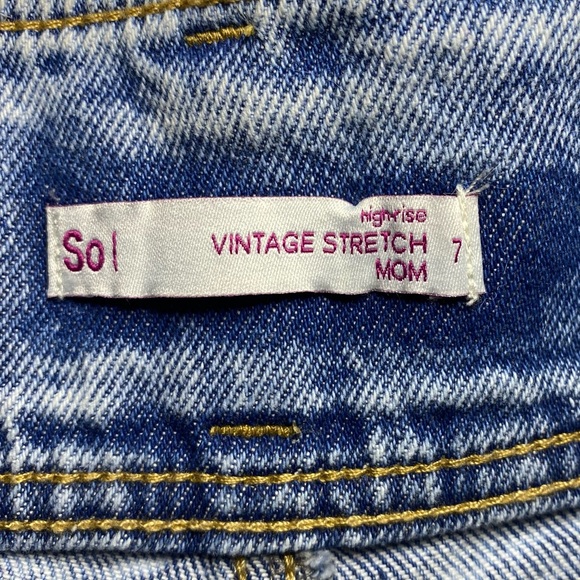 So|
high-rise
VINTAGE STRETCH
MOM
7